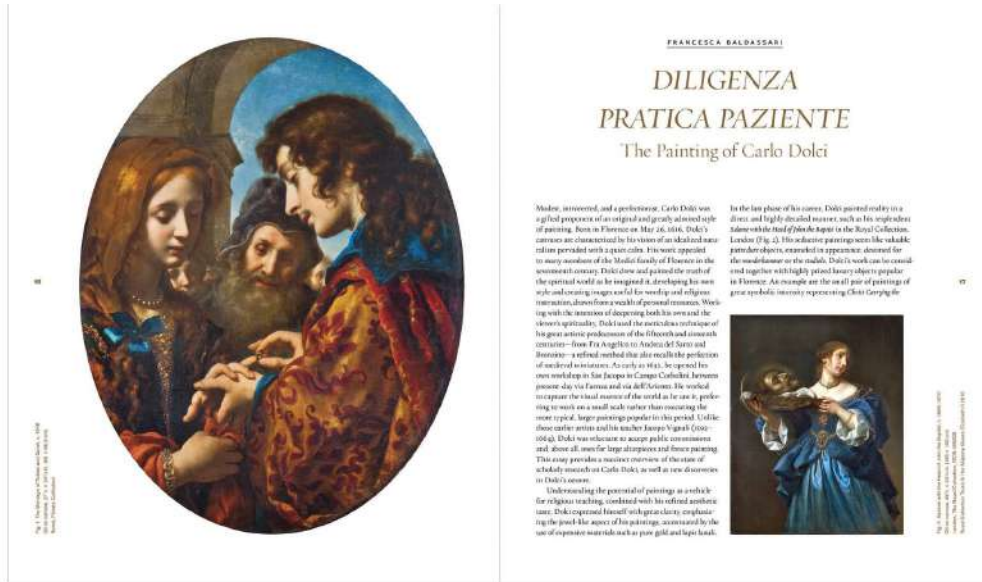 FRANCESCA BALDASSARI
DILIGENZA
PRATICA PAZIENTE
The Painting of Carlo Dolci
Modest, introverted, and a perfectionist, Carlo Dolci was
a gifted proponent of an original and greatly admired style
of painting. Born in Florence on May 26, 1616, Dolci's
canvases are characterized by his vision of an idealized natu-
ralism pervaded with a quiet calm. His work appealed
to many members of the Medici family of Florence in the
seventeenth century. Dolci drew and painted the truth of
the spiritual world as he imagined it, developing his own
style and creating images useful for worship and religious
instruction, drawn from a wealth of personal resources. Work-
ing with the intention of deepening both his own and the
viewer's spirituality, Dolci used the meticulous technique of
his great artistic predecessors of the fifteenth and sixteenth
centuries—from Fra Angelico to Andrea del Sarto and
Bronzino—a refined method that also recalls the perfection
of medieval miniatures. As early as he opened his
own workshop in San Jacopo in Campo Corbolini, between
present-day via Faenza and via dell'Ariento. He worked
to capture the visual essence of the world as he saw it, prefer-
ring to work on a small scale rather than executing the
more typical, larger paintings popular in this period. Unlike
these earlier artists and his teacher Jacopo Vignali (1592–
1664), Dolci was reluctant to accept public commissions
and, above all, ones for large altarpieces and fresco painting.
This essay provides a succinct overview of the state of
scholarly research on Carlo Dolci, as well as new discoveries
in Dolci's oeuvre.
Understanding the potential of paintings as a vehicle
for religious teaching, combined with his refined aesthetic
taste, Dolci expressed himself with great clarity, emphasiz-
ing the jewel-like aspect of his paintings, accentuated by the
use of expensive materials such as pure gold and lapis lazuli.
In the last phase of his career, Dolci painted reality in a
direct and highly detailed manner, such as his resplendent
Salome with the Head of John the Baptist in the Royal Collection,
London (Fig. 2). His seductive paintings seem like valuable
objects, enameled in appearance, destined for
the wunderkammer or the studiolo. Dolci's work can be consid-
ered together with highly prized luxury objects popular
in Florence. An example are the small pair of paintings of
great symbolic intensity representing Christ Carrying the